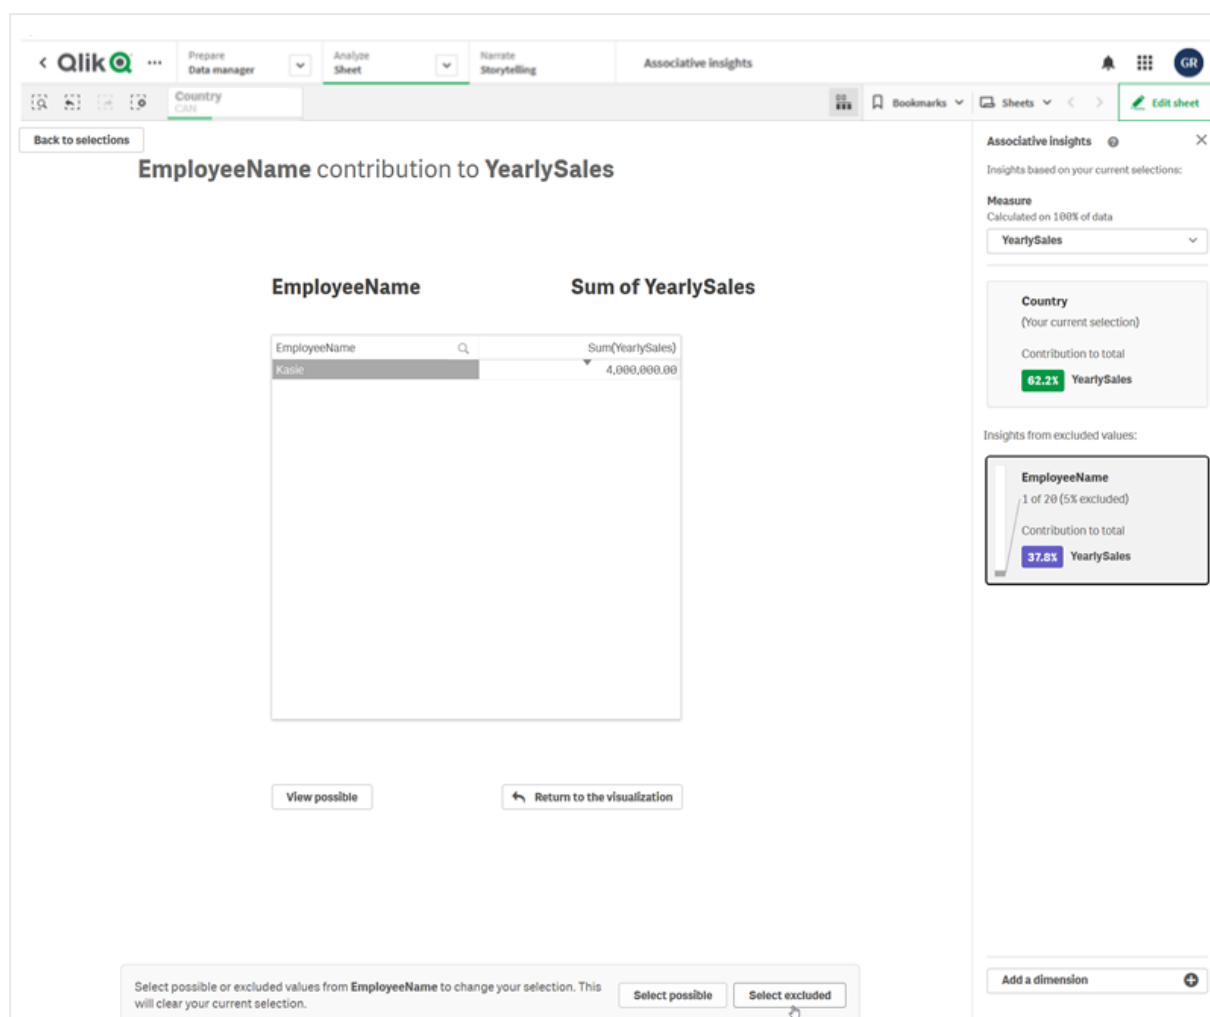 Qlik
Prepare
Data manager
Analyze
Sheet
Narrate
Storytelling
Associative insights
GR
Country
CAN
Bookmarks
Sheets
Edit sheet
Back to selections
EmployeeName contribution to YearlySales
EmployeeName
Sum of YearlySales
EmployeeName
Sum(YearlySales)
Kasie
4,000,000.00
View possible
Return to the visualization
Select possible or excluded values from EmployeeName to change your selection. This
will clear your current selection.
Select possible
Select excluded
Associative insights
Insights based on your current selections:
Measure
Calculated on 100% of data
YearlySales
Country
(Your current selection)
Contribution to total
62.2% YearlySales
Insights from excluded values:
EmployeeName
1 of 20 (5% excluded)
Contribution to total
37.8% YearlySales
Add a dimension